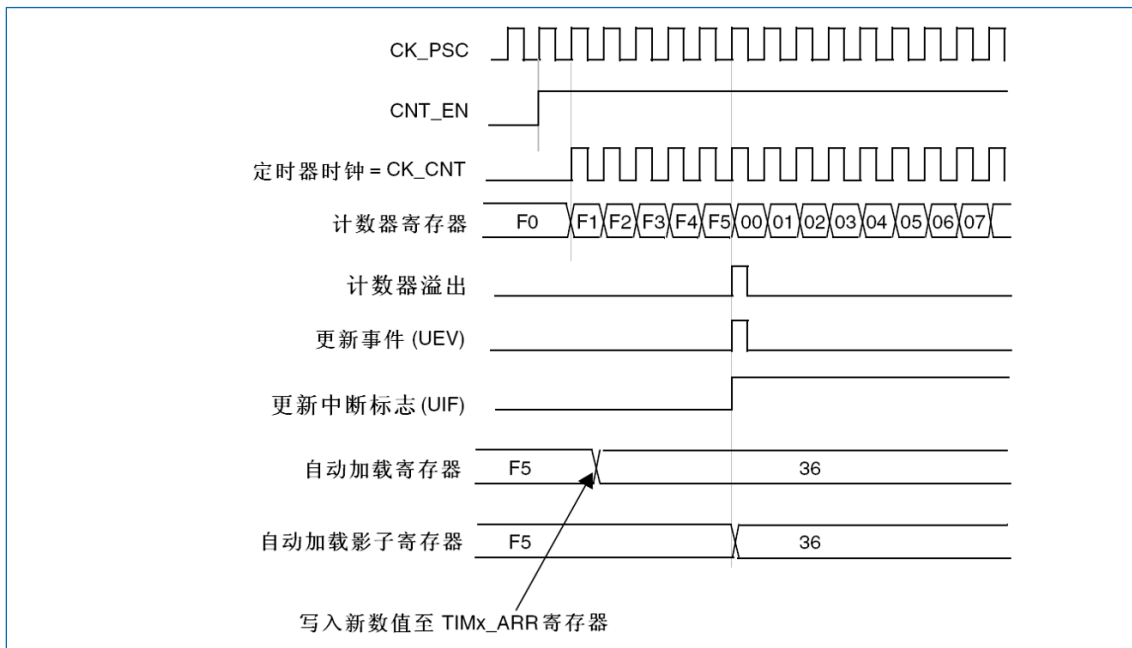 CK_PSC
CNT_EN
定时器时钟 = CK_CNT
计数器寄存器 F0 F1 F2 F3 F4 F5 00 01 02 03 04 05 06 07
计数器溢出
更新事件 (UEV)
更新中断标志 (UIF)
自动加载寄存器 F5 36
自动加载影子寄存器 F5 36
写入新数值至 TIMx_ARR 寄存器